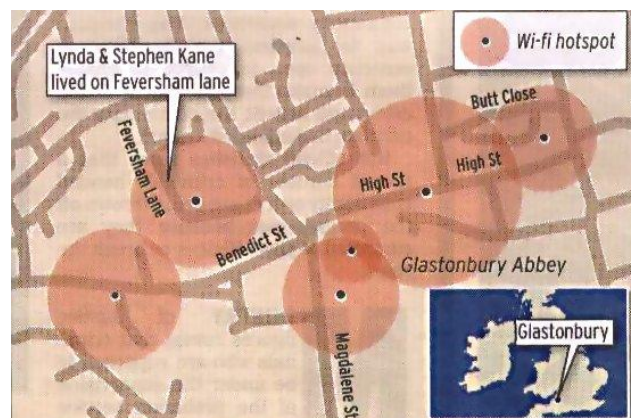 Lynda & Stephen Kane
lived on Feversham lane
Wi-fi hotspot
Butt Close
Feversham Lane
High St
High St
Benedict St
Glastonbury Abbey
Magdalene St
Glastonbury